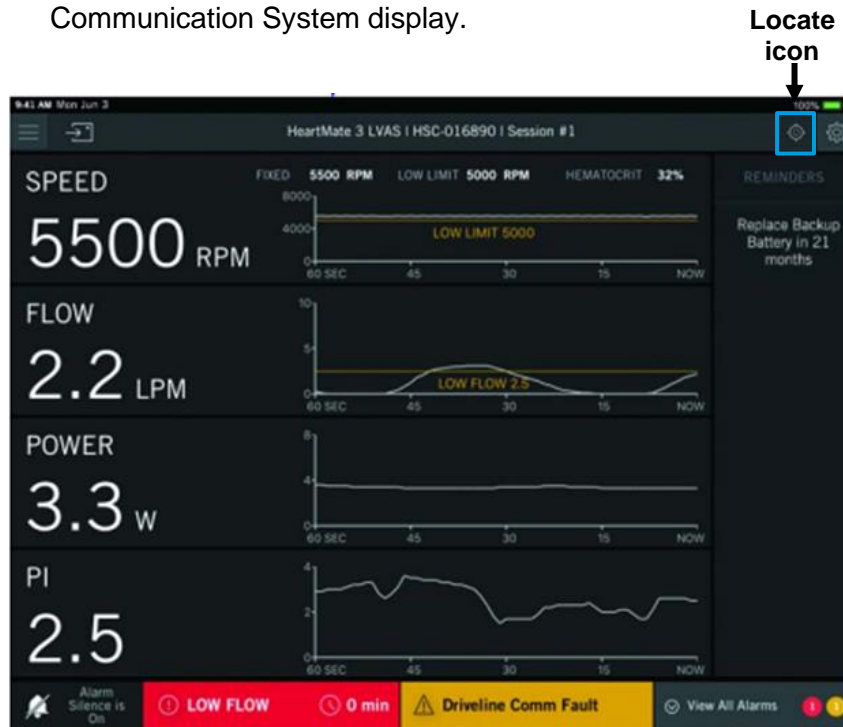 Communication System display.
Locate
icon
9:41 AM Mon Jun 3
100%
HeartMate 3 LVAS | HSC-016890 | Session #1
SPEED
FIXED 5500 RPM LOW LIMIT 5000 RPM HEMATOCRIT 32%
REMINDERS
8000
4000
0
LOW LIMIT 5000
5500 RPM
60 SEC 45 30 15 NOW
Replace Backup
Battery in 21
months
FLOW
10
5
0
LOW FLOW 2.5
2.2 LPM
60 SEC 45 30 15 NOW
POWER
8
4
0
3.3 W
60 SEC 45 30 15 NOW
PI
4
2
0
2.5
60 SEC 45 30 15 NOW
Alarm
Silence is
On
LOW FLOW 0 min
Driveline Comm Fault
View All Alarms 1 1